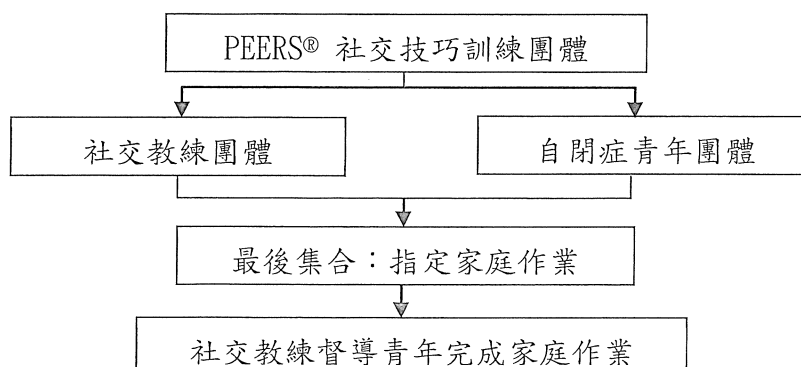 PEERS® 社交技巧訓練團體
社交教練團體
自閉症青年團體
最後集合：指定家庭作業
社交教練督導青年完成家庭作業